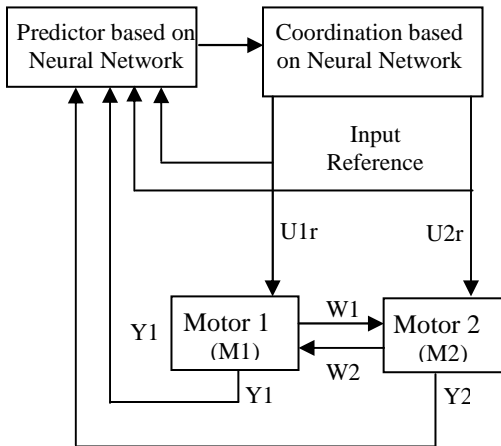 Predictor based on
Neural Network
Coordination based
on Neural Network
Input
Reference
U1r
U2r
Y1
Motor 1
(M1)
W1
W2
Motor 2
(M2)
Y1
Y2